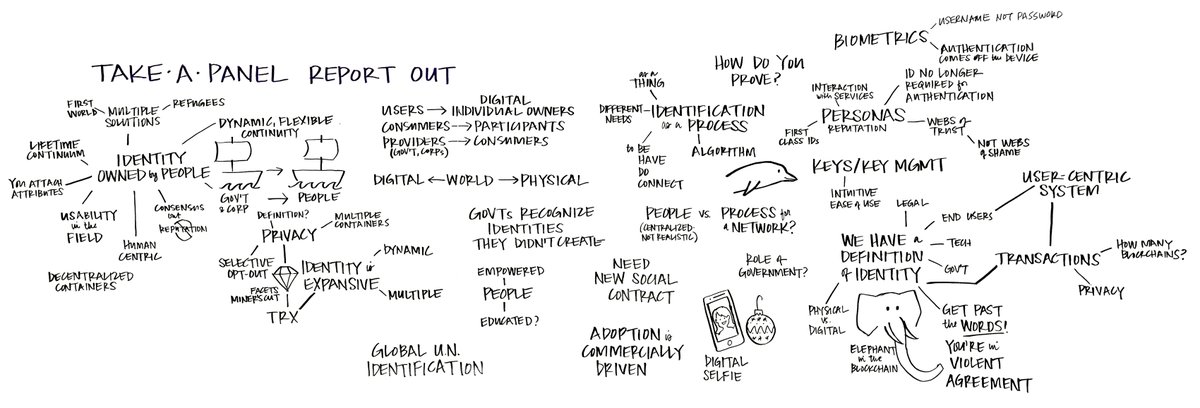 TAKE·A·PANEL REPORT OUT
FIRST
WORLD
MULTIPLE
SOLUTIONS
REFUGEES
DYNAMIC, FLEXIBLE
CONTINUITY
LIFETIME
CONTINUUM
IDENTITY
OWNED by PEOPLE
YOU ATTACH
ATTRIBUTES
USABILITY
in the
FIELD
HUMAN
CENTRIC
CONSENSUS
but
REPUTATION
GOV'T
& CORP
PEOPLE
DECENTRALIZED
CONTAINERS
DEFINITION?
PRIVACY
MULTIPLE
CONTAINERS
SELECTIVE
OPT-OUT
FACETS
MINER'S CUT
IDENTITY is
EXPANSIVE
DYNAMIC
MULTIPLE
TRX
USERS → DIGITAL
INDIVIDUAL OWNERS
CONSUMERS → PARTICIPANTS
PROVIDERS → CONSUMERS
(GOV'T, CORPS)
DIGITAL ← WORLD → PHYSICAL
GOVTs RECOGNIZE
IDENTITIES
THEY DIDN'T CREATE
EMPOWERED
PEOPLE
EDUCATED?
GLOBAL U.N.
IDENTIFICATION
HOW DO YOU
PROVE?
as a
THING
DIFFERENT
NEEDS
IDENTIFICATION
as a PROCESS
to BE
HAVE
DO
CONNECT
ALGORITHM
PEOPLE vs. PROCESS for
(CENTRALIZED-
NOT REALISTIC)
a NETWORK?
NEED
NEW SOCIAL
CONTRACT
ROLE of
GOVERNMENT?
ADOPTION is
COMMERCIALLY
DRIVEN
DIGITAL
SELFIE
BIOMETRICS
USERNAME NOT PASSWORD
AUTHENTICATION
COMES OFF the DEVICE
INTERACTION
with SERVICES
ID NO LONGER
REQUIRED for
AUTHENTICATION
PERSONAS
REPUTATION
FIRST
CLASS IDs
WEBS of
TRUST
NOT WEBS
of SHAME
KEYS/KEY MGMT
INTUITIVE
EASE of USE
LEGAL
END USERS
TECH
GOV'T
WE HAVE a
DEFINITION
of IDENTITY
PHYSICAL
vs.
DIGITAL
ELEPHANT
in the
BLOCKCHAIN
GET PAST
the WORDS!
YOU'RE in
VIOLENT
AGREEMENT
USER-CENTRIC
SYSTEM
TRANSACTIONS
HOW MANY
BLOCKCHAINS?
PRIVACY